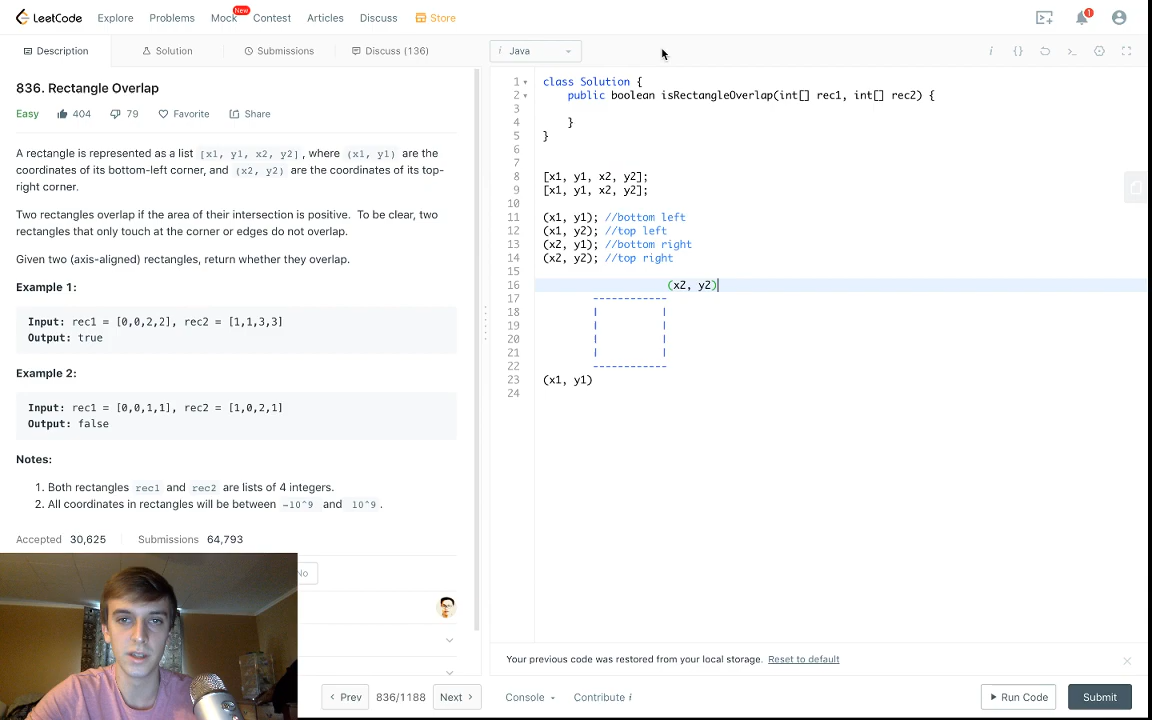 LeetCode
Explore
Problems
Mock
New
Contest
Articles
Discuss
Store
1
Description
Solution
Submissions
Discuss (136)
i Java
836. Rectangle Overlap
Easy
404
79
Favorite
Share
A rectangle is represented as a list [x1, y1, x2, y2], where (x1, y1) are the
coordinates of its bottom-left corner, and (x2, y2) are the coordinates of its top-
right corner.
Two rectangles overlap if the area of their intersection is positive. To be clear, two
rectangles that only touch at the corner or edges do not overlap.
Given two (axis-aligned) rectangles, return whether they overlap.
Example 1:
Input: rec1 = [0,0,2,2], rec2 = [1,1,3,3]
Output: true
Example 2:
Input: rec1 = [0,0,1,1], rec2 = [1,0,2,1]
Output: false
Notes:
1. Both rectangles rec1 and rec2 are lists of 4 integers.
2. All coordinates in rectangles will be between -10^9 and 10^9.
Accepted 30,625
Submissions 64,793
No
1 class Solution {
2 public boolean isRectangleOverlap(int[] rec1, int[] rec2) {
3
4 }
5 }
6
7
8 [x1, y1, x2, y2];
9 [x1, y1, x2, y2];
10
11 (x1, y1); //bottom left
12 (x1, y2); //top left
13 (x2, y1); //bottom right
14 (x2, y2); //top right
15
16 (x2, y2)
17 ------------
18 | |
19 | |
20 | |
21 | |
22 ------------
23 (x1, y1)
24
Your previous code was restored from your local storage. Reset to default
Prev
836/1188
Next
Console
Contribute i
Run Code
Submit